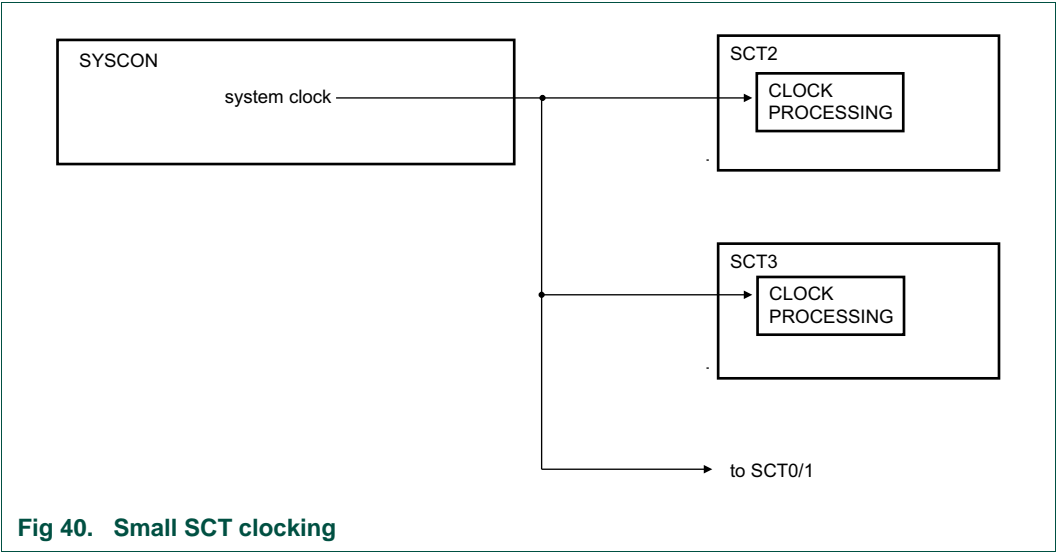 SYSCON
system clock
SCT2
CLOCK
PROCESSING
SCT3
CLOCK
PROCESSING
to SCT0/1
Fig 40. Small SCT clocking